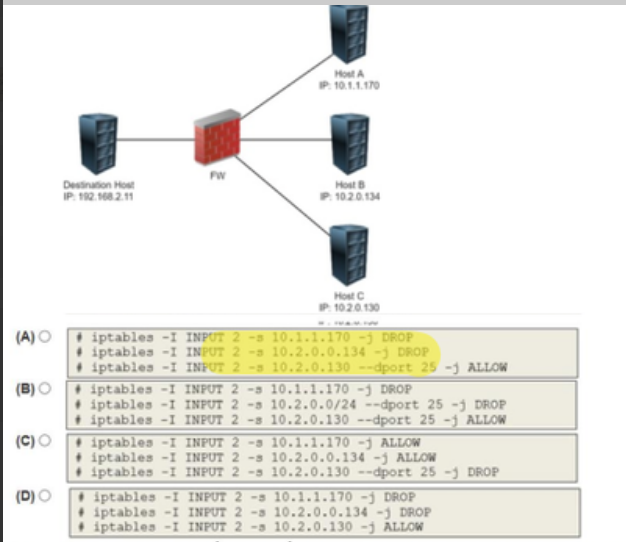 Host A
IP: 10.1.1.170
Destination Host
IP: 192.168.2.11
FW
Host B
IP: 10.2.0.134
Host C
IP: 10.2.0.130
(A)
# iptables -I INPUT 2 -s 10.1.1.170 -j DROP
# iptables -I INPUT 2 -s 10.2.0.0.134 -j DROP
# iptables -I INPUT 2 -s 10.2.0.130 --dport 25 -j ALLOW
(B)
# iptables -I INPUT 2 -s 10.1.1.170 -j DROP
# iptables -I INPUT 2 -s 10.2.0.0/24 --dport 25 -j DROP
# iptables -I INPUT 2 -s 10.2.0.130 --dport 25 -j ALLOW
(C)
# iptables -I INPUT 2 -s 10.1.1.170 -j ALLOW
# iptables -I INPUT 2 -s 10.2.0.0.134 -j ALLOW
# iptables -I INPUT 2 -s 10.2.0.130 --dport 25 -j DROP
(D)
# iptables -I INPUT 2 -s 10.1.1.170 -j DROP
# iptables -I INPUT 2 -s 10.2.0.0.134 -j DROP
# iptables -I INPUT 2 -s 10.2.0.130 -j ALLOW